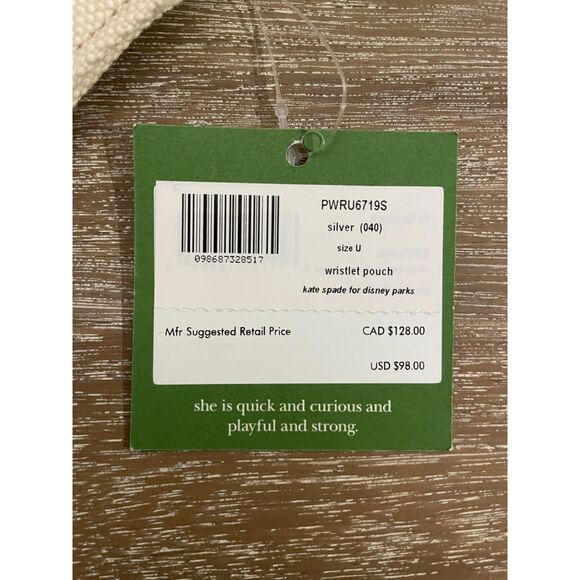 PWRU6719S
silver (040)
size U
098687328517
wristlet pouch
kate spade for disney parks
Mfr Suggested Retail Price CAD $128.00
USD $98.00
she is quick and curious and
playful and strong.